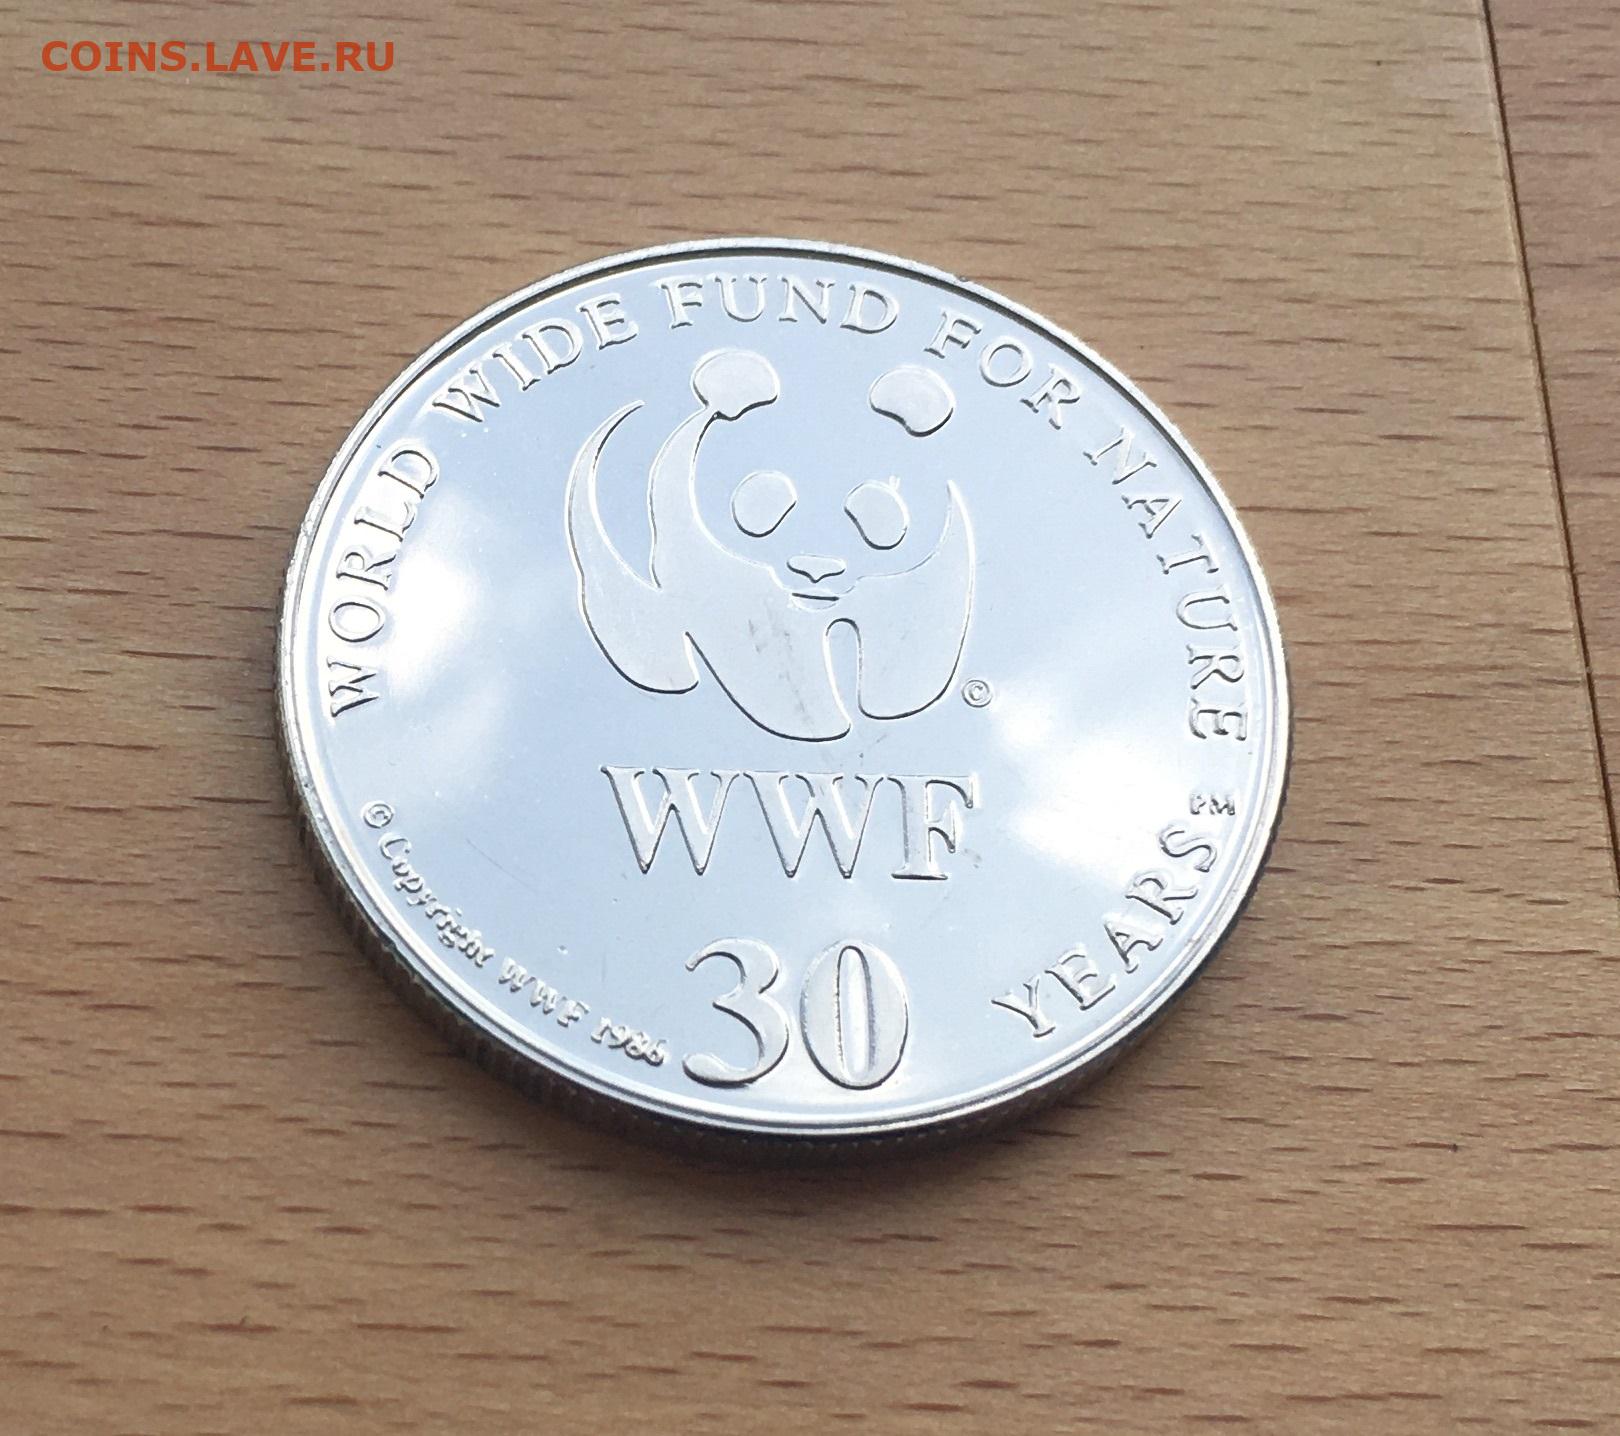 COINS.LAVE.RU
WORLD WIDE FUND FOR NATURE
©
WWF
PM
30 YEARS
© Copyright WWF 1986